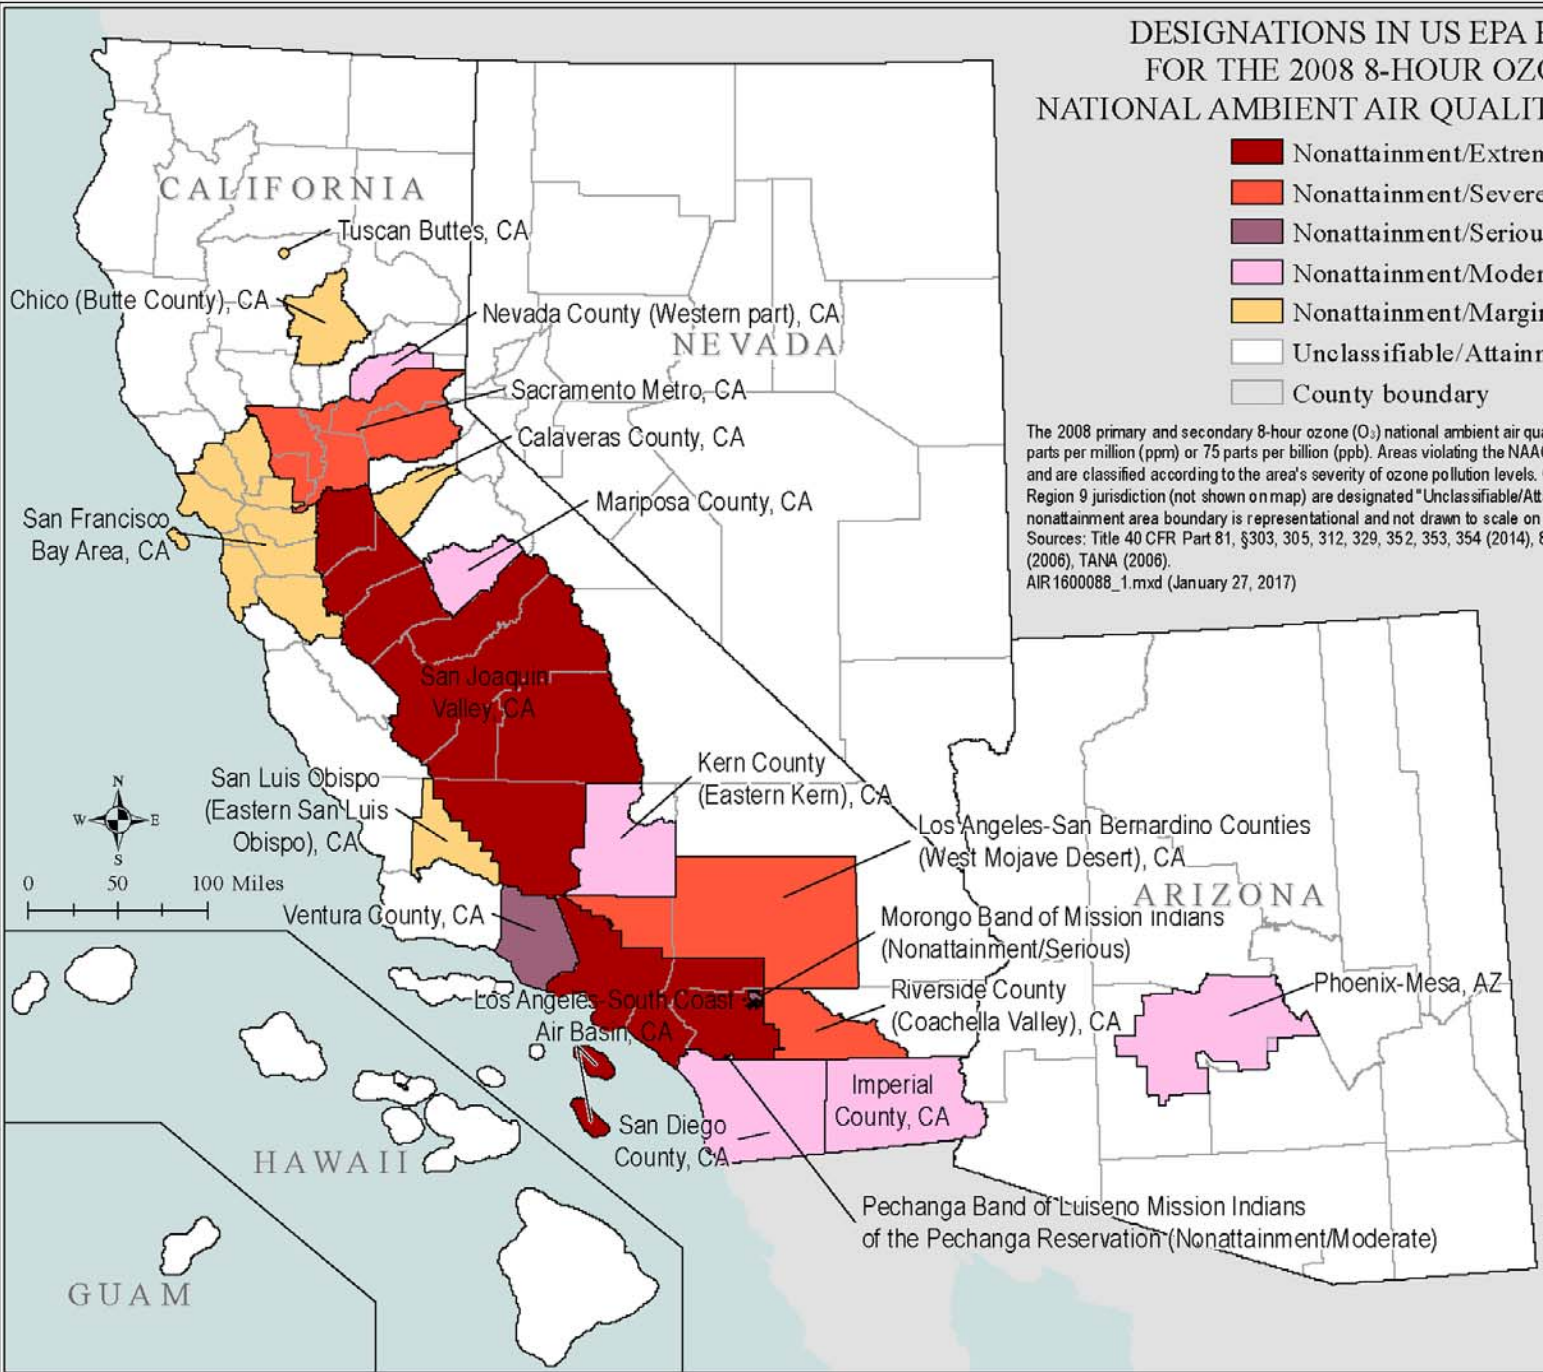 DESIGNATIONS IN US EPA
FOR THE 2008 8-HOUR
NATIONAL AMBIENT AIR
Nonattainment/
Nonattainment/Severe
Nonattainment/
Nonattainment/
Nonattainment/
Unclassifiable/
County boundary
The 2008 primary and secondary 8-hour ozone (O₃) national ambient air
parts per million (ppm) or 75 parts per billion (ppb). Areas violating the
and are classified according to the area's severity of ozone pollution levels.
Region 9 jurisdiction (not shown on map) are designated "Unclassifiable/
nonattainment area boundary is representational and not drawn to scale on
Sources: Title 40 CFR Part 81, §303, 305, 312, 329, 352, 353, 354 (2014),
(2006), TANA (2006).
AIR1600088_1.mxd (January 27, 2017)
CALIFORNIA
Tuscan Buttes, CA
Chico (Butte County), CA
Nevada County (Western part), CA
NEVADA
Sacramento Metro, CA
Calaveras County, CA
Mariposa County, CA
San Francisco
Bay Area, CA
San Joaquin
Valley, CA
Kern County
(Eastern Kern), CA
San Luis Obispo
(Eastern San Luis
Obispo), CA
N
W E
S
0 50 100 Miles
Los Angeles-San Bernardino Counties
(West Mojave Desert), CA
ARIZONA
Ventura County, CA
Morongo Band of Mission Indians
(Nonattainment/Serious)
Phoenix-Mesa, AZ
Riverside County
(Coachella Valley), CA
Los Angeles-South Coast
Air Basin, CA
Imperial
County, CA
San Diego
County, CA
HAWAII
Pechanga Band of Luiseno Mission Indians
of the Pechanga Reservation (Nonattainment/Moderate)
GUAM